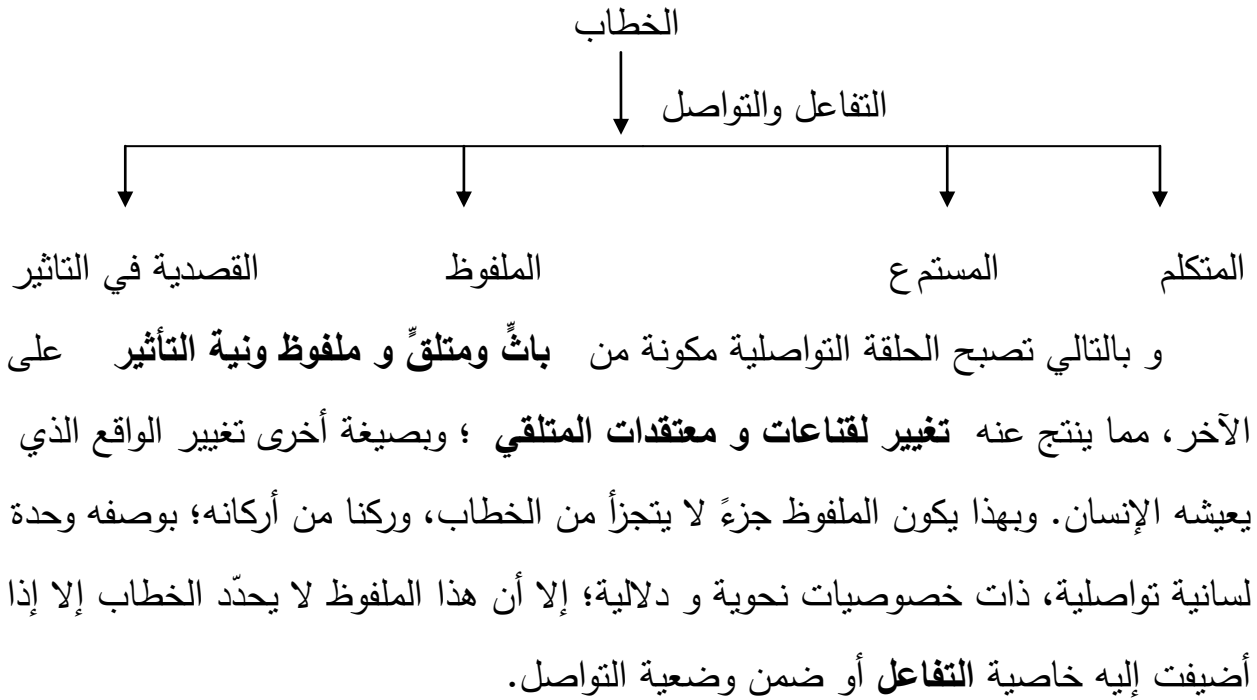 الخطاب
التفاعل والتواصل
المتكلم المستمع الملفوظ القصدية في التاثير
و بالتالي تصبح الحلقة التواصلية مكونة من باثٍّ ومتلقٍّ و ملفوظ ونية التأثير على
الآخر، مما ينتج عنه تغيير لقناعات و معتقدات المتلقي ؛ وبصيغة أخرى تغيير الواقع الذي
يعيشه الإنسان. وبهذا يكون الملفوظ جزءً لا يتجزأ من الخطاب، وركنا من أركانه؛ بوصفه وحدة
لسانية تواصلية، ذات خصوصيات نحوية و دلالية؛ إلا أن هذا الملفوظ لا يحدّد الخطاب إلا إذا
أضيفت إليه خاصية التفاعل أو ضمن وضعية التواصل.